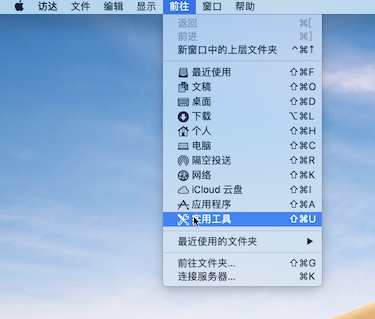 访达 文件 编辑 显示 前往 窗口 帮助
返回 ⌘[
前进 ⌘]
新窗口中的上层文件夹 ^⌘↑
最近使用 ⇧⌘F
文稿 ⇧⌘O
桌面 ⇧⌘D
下载 ⌥⌘L
个人 ⇧⌘H
电脑 ⇧⌘C
隔空投送 ⇧⌘R
网络 ⇧⌘K
iCloud 云盘 ⇧⌘I
应用程序 ⇧⌘A
实用工具 ⇧⌘U
最近使用的文件夹 ▶
前往文件夹... ⇧⌘G
连接服务器... ⌘K